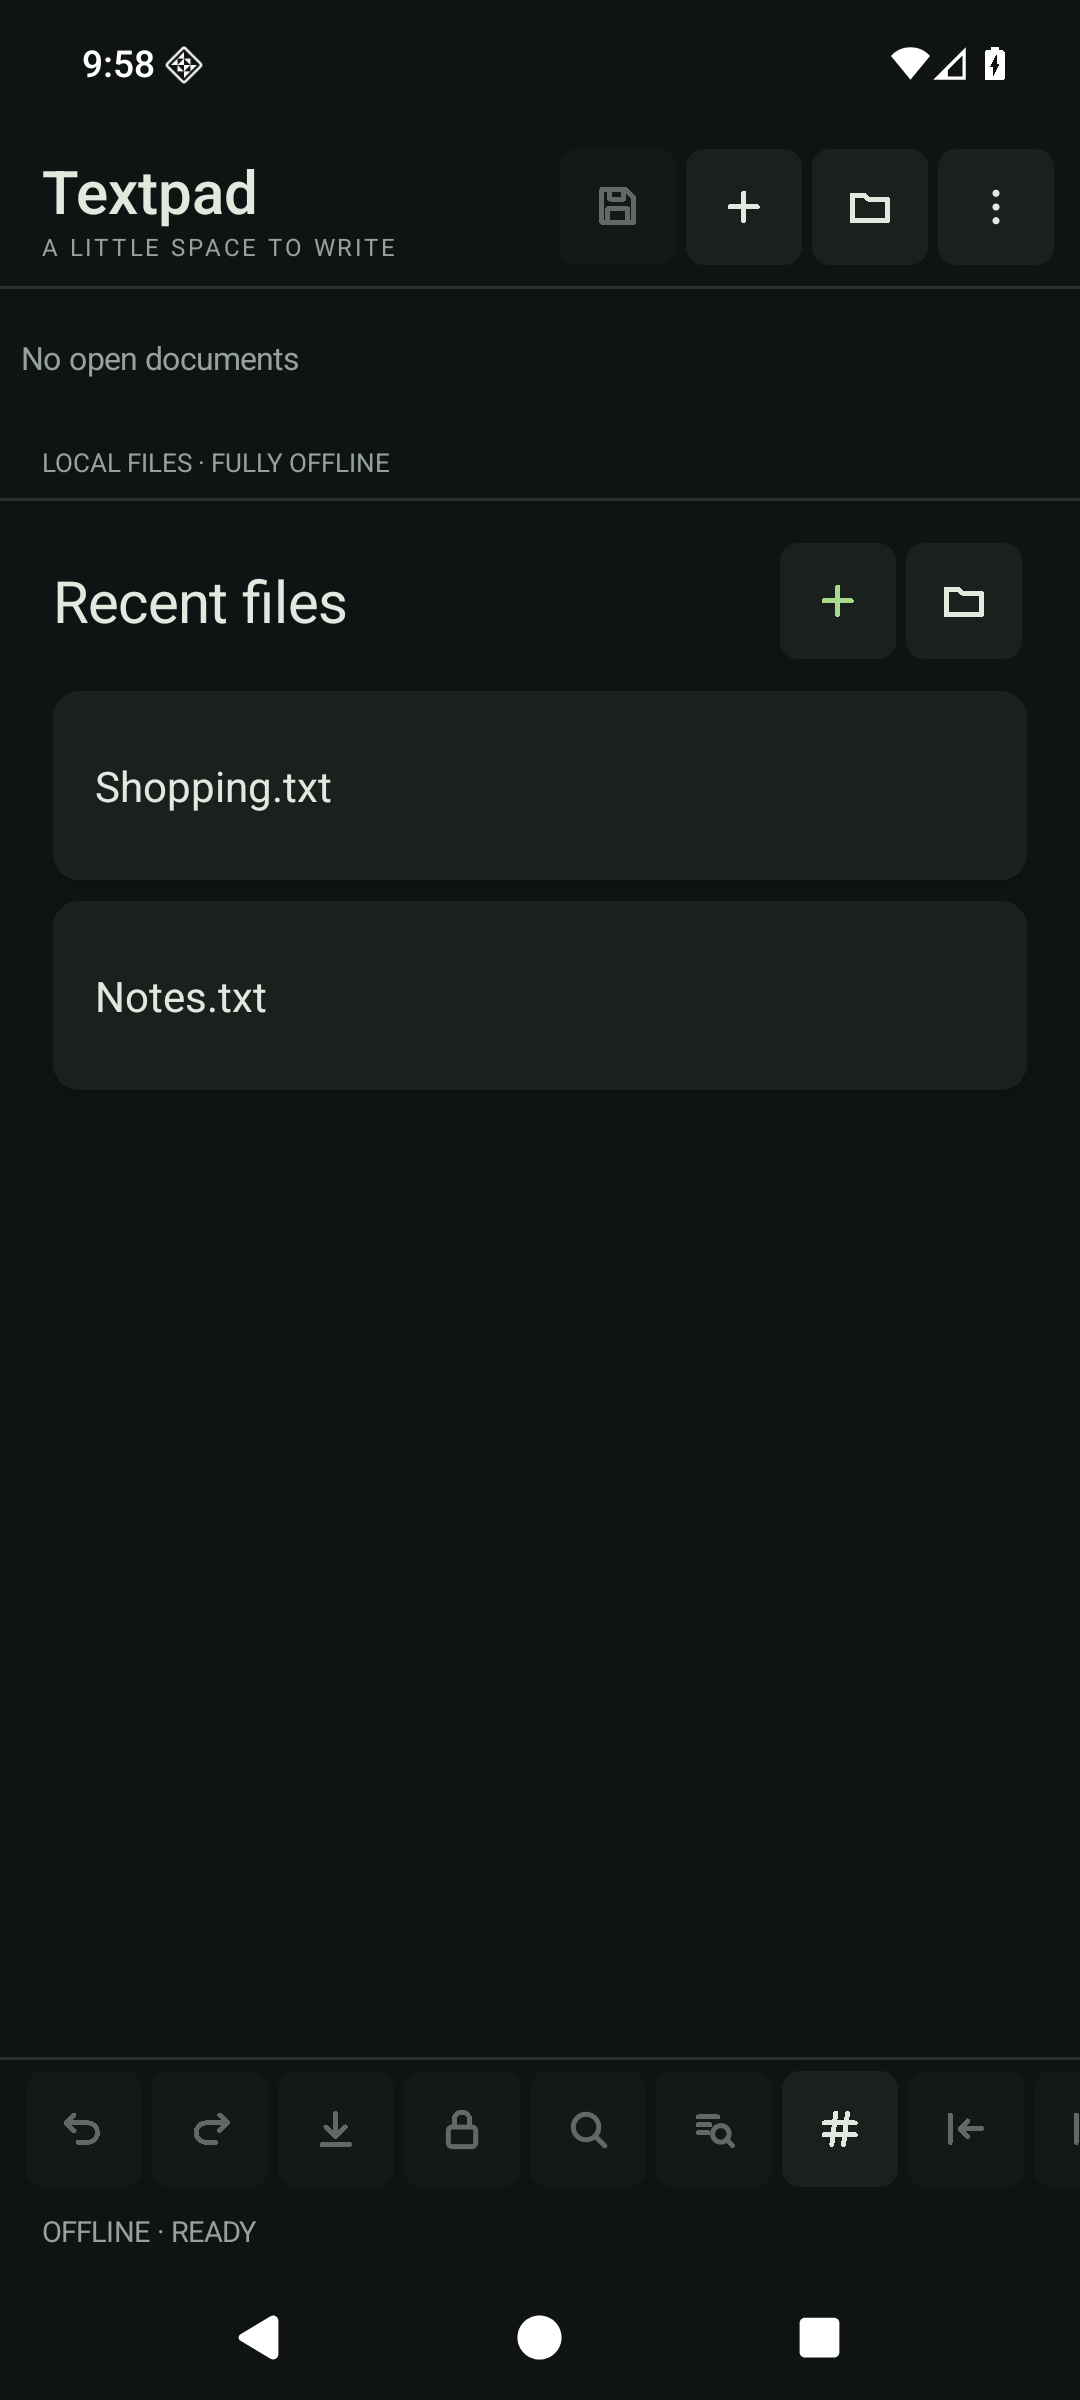 9:58
Textpad
A LITTLE SPACE TO WRITE
No open documents
LOCAL FILES · FULLY OFFLINE
Recent files
Shopping.txt
Notes.txt
OFFLINE · READY